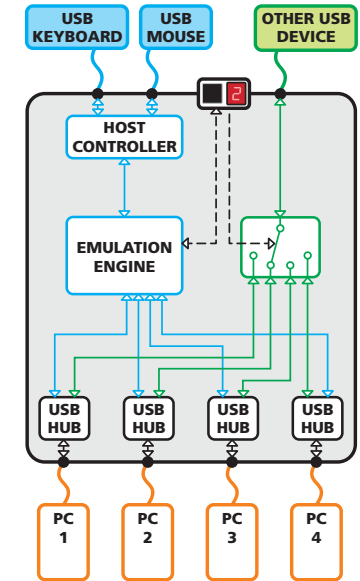 USB
KEYBOARD
USB
MOUSE
OTHER USB
DEVICE
2
HOST
CONTROLLER
EMULATION
ENGINE
USB
HUB
USB
HUB
USB
HUB
USB
HUB
PC
1
PC
2
PC
3
PC
4